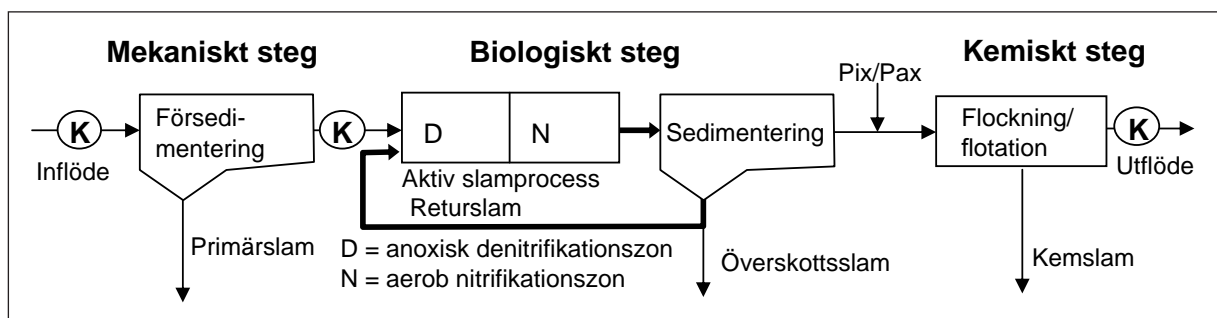 Mekaniskt steg
Biologiskt steg
Kemiskt steg
Pix/Pax
K
Försedi-
mentering
K
D
N
Sedimentering
Flockning/
flotation
K
Inflöde
Utflöde
Aktiv slamprocess
Returslam
Primärslam
D = anoxisk denitrifikationszon
N = aerob nitrifikationszon
Överskottsslam
Kemslam